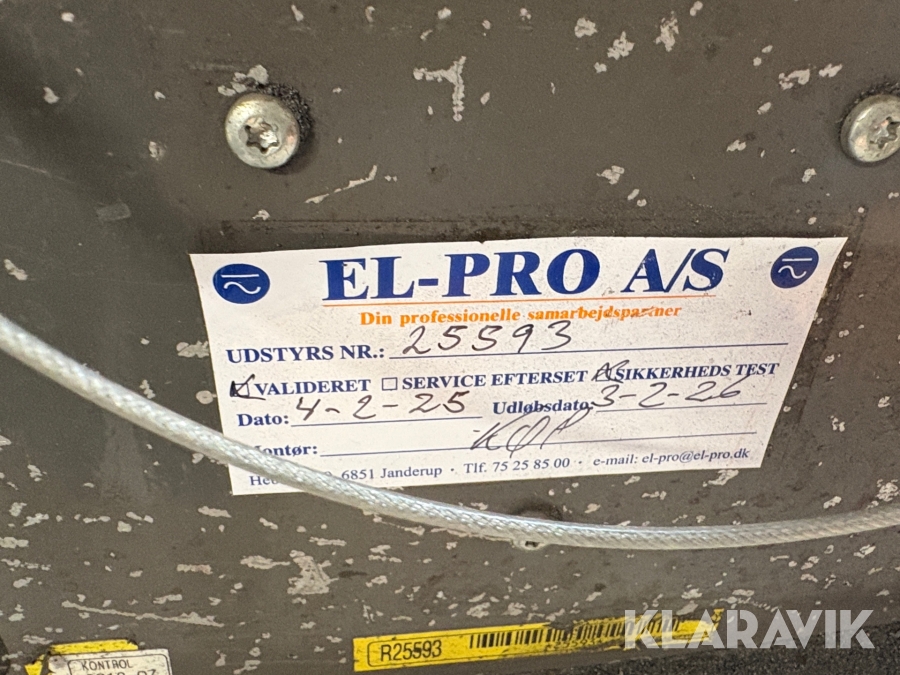 EL-PRO A/S
Din professionelle samarbejdspartner
UDSTYRS NR.: 25593
VALIDERET SERVICE EFTERSET SIKKERHEDS TEST
Dato: 4-2-25 Udløbsdato: 3-2-26
6851 Janderup · Tlf. 75 25 85 00 · e-mail: el-pro@el-pro.dk
R25593
KONTROL
KLARAVIK